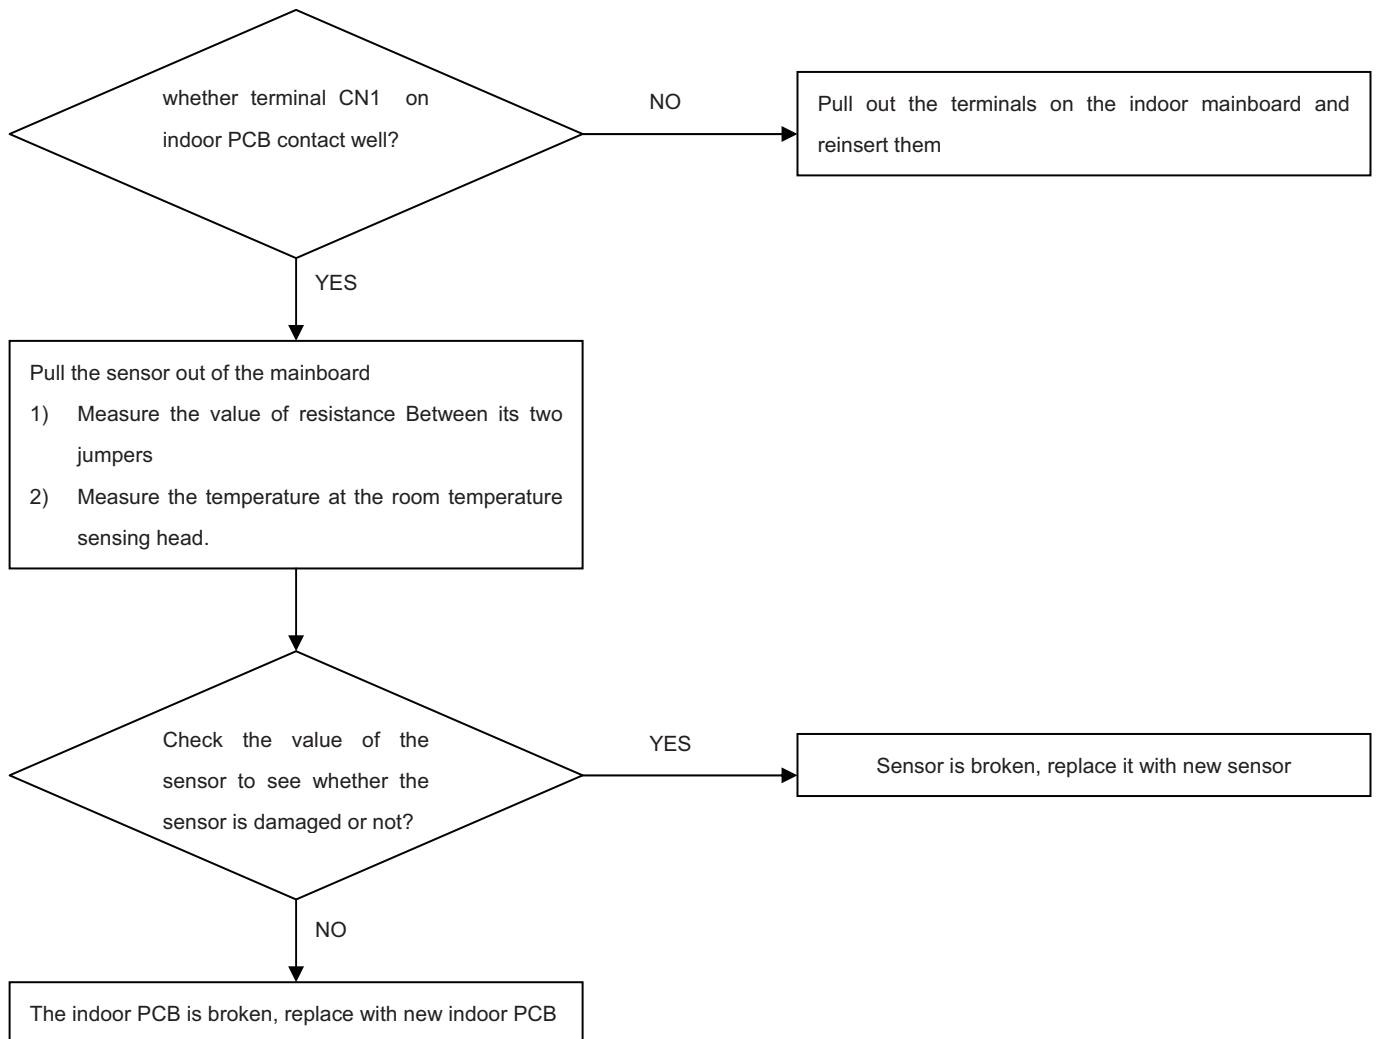 whether terminal CN1 on
indoor PCB contact well?
NO
Pull out the terminals on the indoor mainboard and
reinsert them
YES
Pull the sensor out of the mainboard
1) Measure the value of resistance Between its two
jumpers
2) Measure the temperature at the room temperature
sensing head.
Check the value of the
sensor to see whether the
sensor is damaged or not?
YES
Sensor is broken, replace it with new sensor
NO
The indoor PCB is broken, replace with new indoor PCB